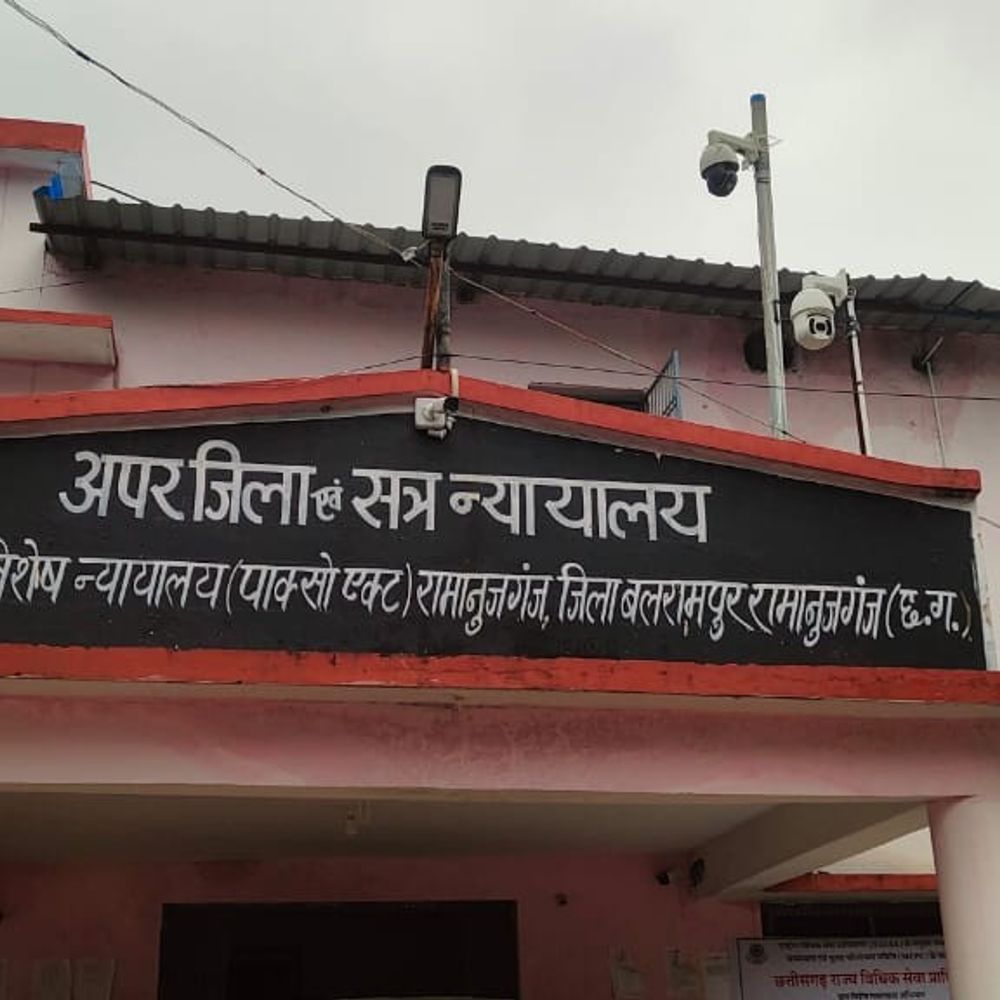 अपर जिला एवं सत्र न्यायालय
विशेष न्यायालय (पाक्सो एक्ट) रामानुजगंज, जिला बलरामपुर रामानुजगंज (छ.ग.)
छत्तीसगढ़ राज्य विधिक सेवा